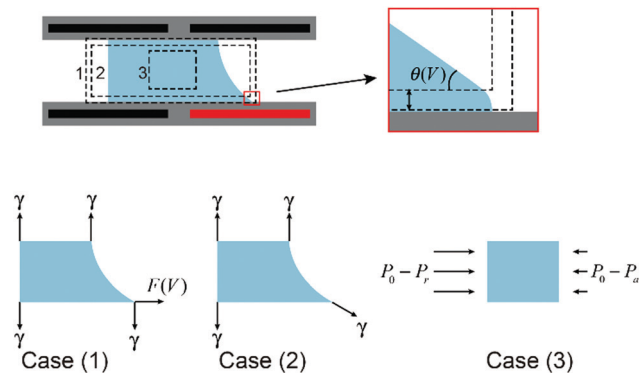 1 2 3
θ(V)
γ γ γ γ
F(V)
P₀ − Pᵣ P₀ − Pₐ
γ γ γ γ
Case (1) Case (2) Case (3)